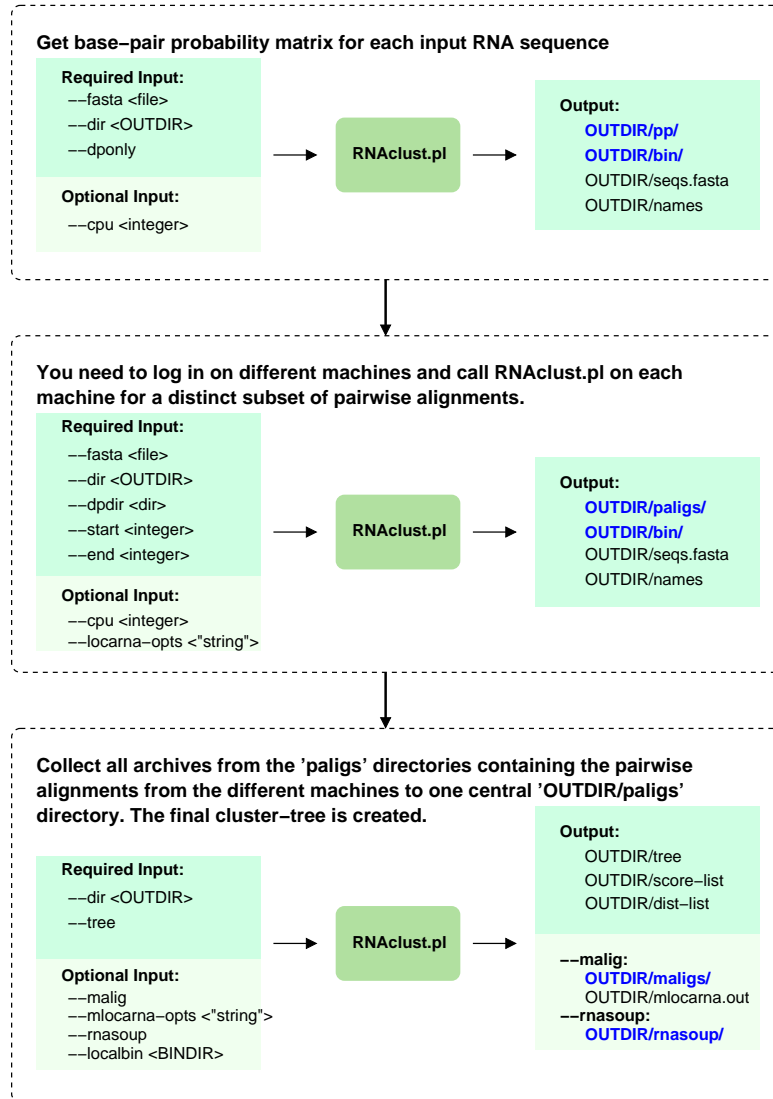 Get base−pair probability matrix for each input RNA sequence
Required Input:
−−fasta <file>
−−dir <OUTDIR>
−−dponly
Optional Input:
−−cpu <integer>
RNAclust.pl
Output:
OUTDIR/pp/
OUTDIR/bin/
OUTDIR/seqs.fasta
OUTDIR/names
You need to log in on different machines and call RNAclust.pl on each
machine for a distinct subset of pairwise alignments.
Required Input:
−−fasta <file>
−−dir <OUTDIR>
−−dpdir <dir>
−−start <integer>
−−end <integer>
Optional Input:
−−cpu <integer>
−−locarna−opts <"string">
RNAclust.pl
Output:
OUTDIR/paligs/
OUTDIR/bin/
OUTDIR/seqs.fasta
OUTDIR/names
Collect all archives from the ’paligs’ directories containing the pairwise
alignments from the different machines to one central ’OUTDIR/paligs’
directory. The final cluster−tree is created.
Required Input:
−−dir <OUTDIR>
−−tree
Optional Input:
−−malig
−−mlocarna−opts <"string">
−−rnasoup
−−localbin <BINDIR>
RNAclust.pl
Output:
OUTDIR/tree
OUTDIR/score−list
OUTDIR/dist−list
−−malig:
OUTDIR/maligs/
OUTDIR/mlocarna.out
−−rnasoup:
OUTDIR/rnasoup/